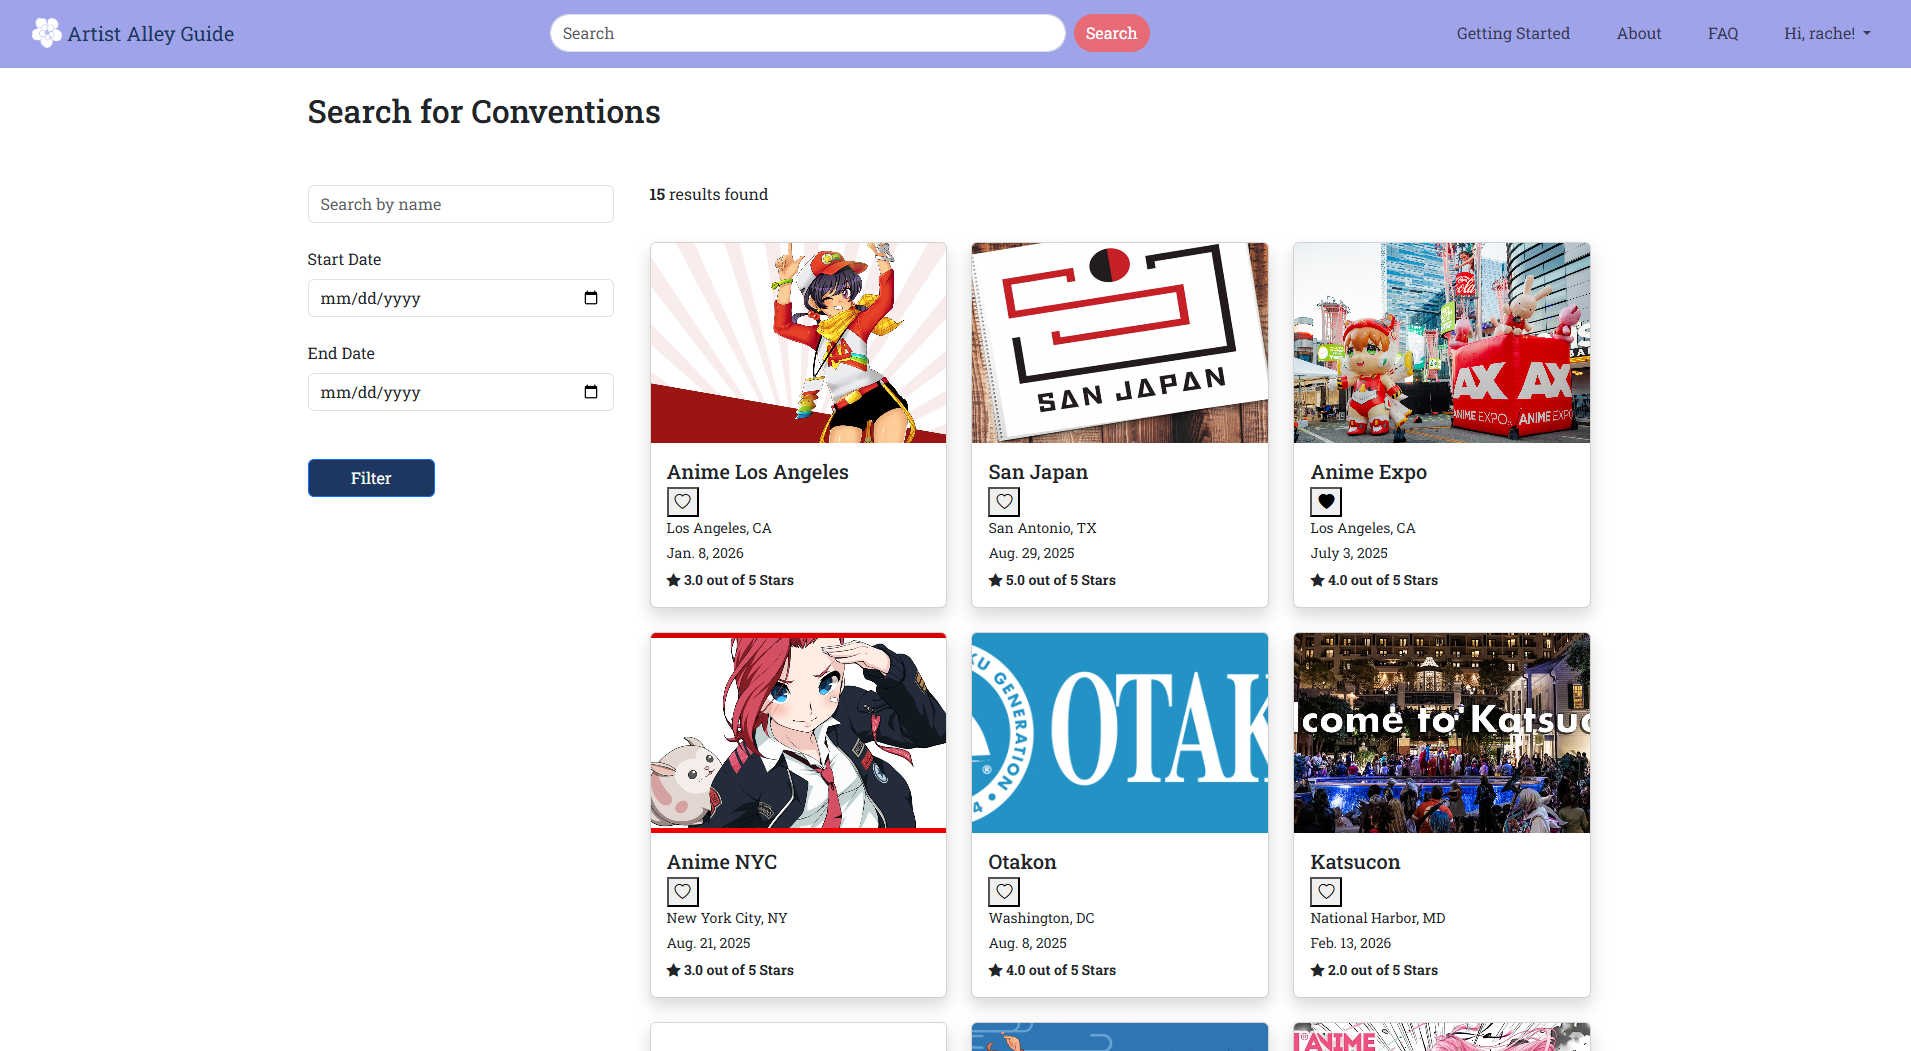 Artist Alley Guide
Search
Search
Getting Started
About
FAQ
Hi, rache!
Search for Conventions
Search by name
Start Date
mm/dd/yyyy
End Date
mm/dd/yyyy
Filter
15 results found
SAN JAPAN
Coca-Cola
AX AX
ANIME EXPO ANIME EXPO
Anime Los Angeles
Los Angeles, CA
Jan. 8, 2026
3.0 out of 5 Stars
San Japan
San Antonio, TX
Aug. 29, 2025
5.0 out of 5 Stars
Anime Expo
Los Angeles, CA
July 3, 2025
4.0 out of 5 Stars
KU GENERATION
OTAK
®
lcome to Katsuc
Anime NYC
New York City, NY
Aug. 21, 2025
3.0 out of 5 Stars
Otakon
Washington, DC
Aug. 8, 2025
4.0 out of 5 Stars
Katsucon
National Harbor, MD
Feb. 13, 2026
2.0 out of 5 Stars
ANIME